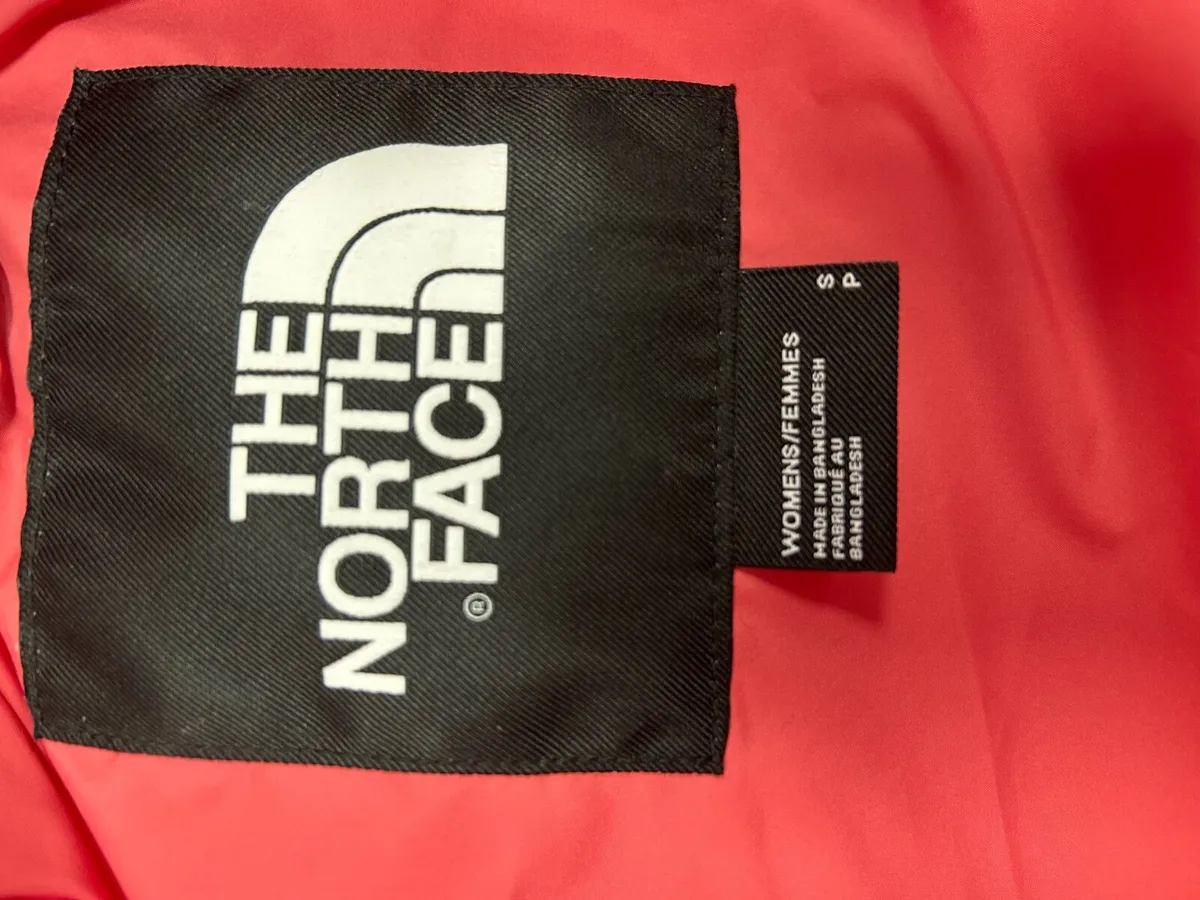 THE
NORTH
FACE
®
S
P
WOMENS/FEMMES
MADE IN BANGLADESH
FABRIQUÉ AU
BANGLADESH